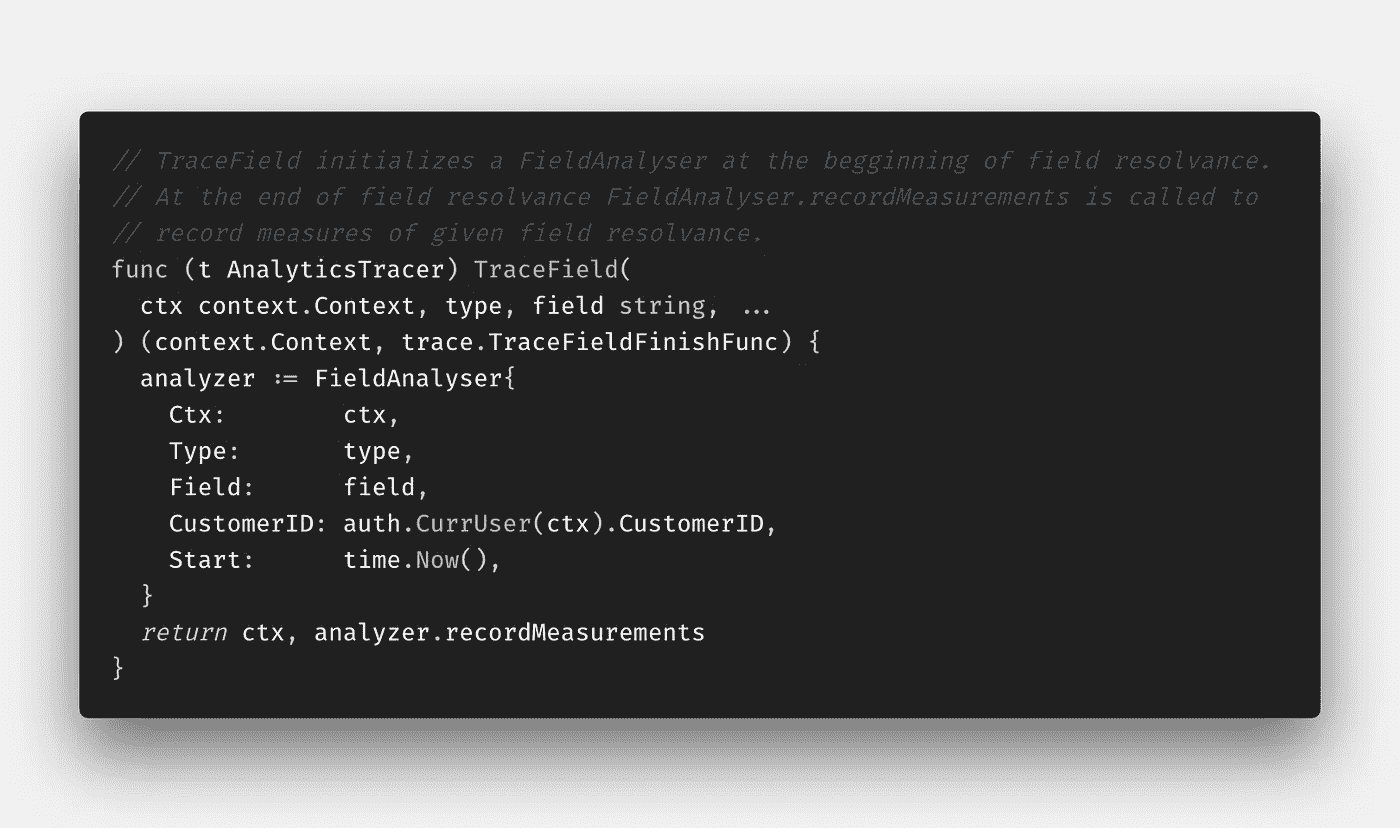 // TraceField initializes a FieldAnalyser at the begginning of field resolvance.
// At the end of field resolvance FieldAnalyser.recordMeasurements is called to
// record measures of given field resolvance.
func (t AnalyticsTracer) TraceField(
  ctx context.Context, type, field string, ...
) (context.Context, trace.TraceFieldFinishFunc) {
  analyzer := FieldAnalyser{
    Ctx:        ctx,
    Type:       type,
    Field:      field,
    CustomerID: auth.CurrUser(ctx).CustomerID,
    Start:      time.Now(),
  }
  return ctx, analyzer.recordMeasurements
}